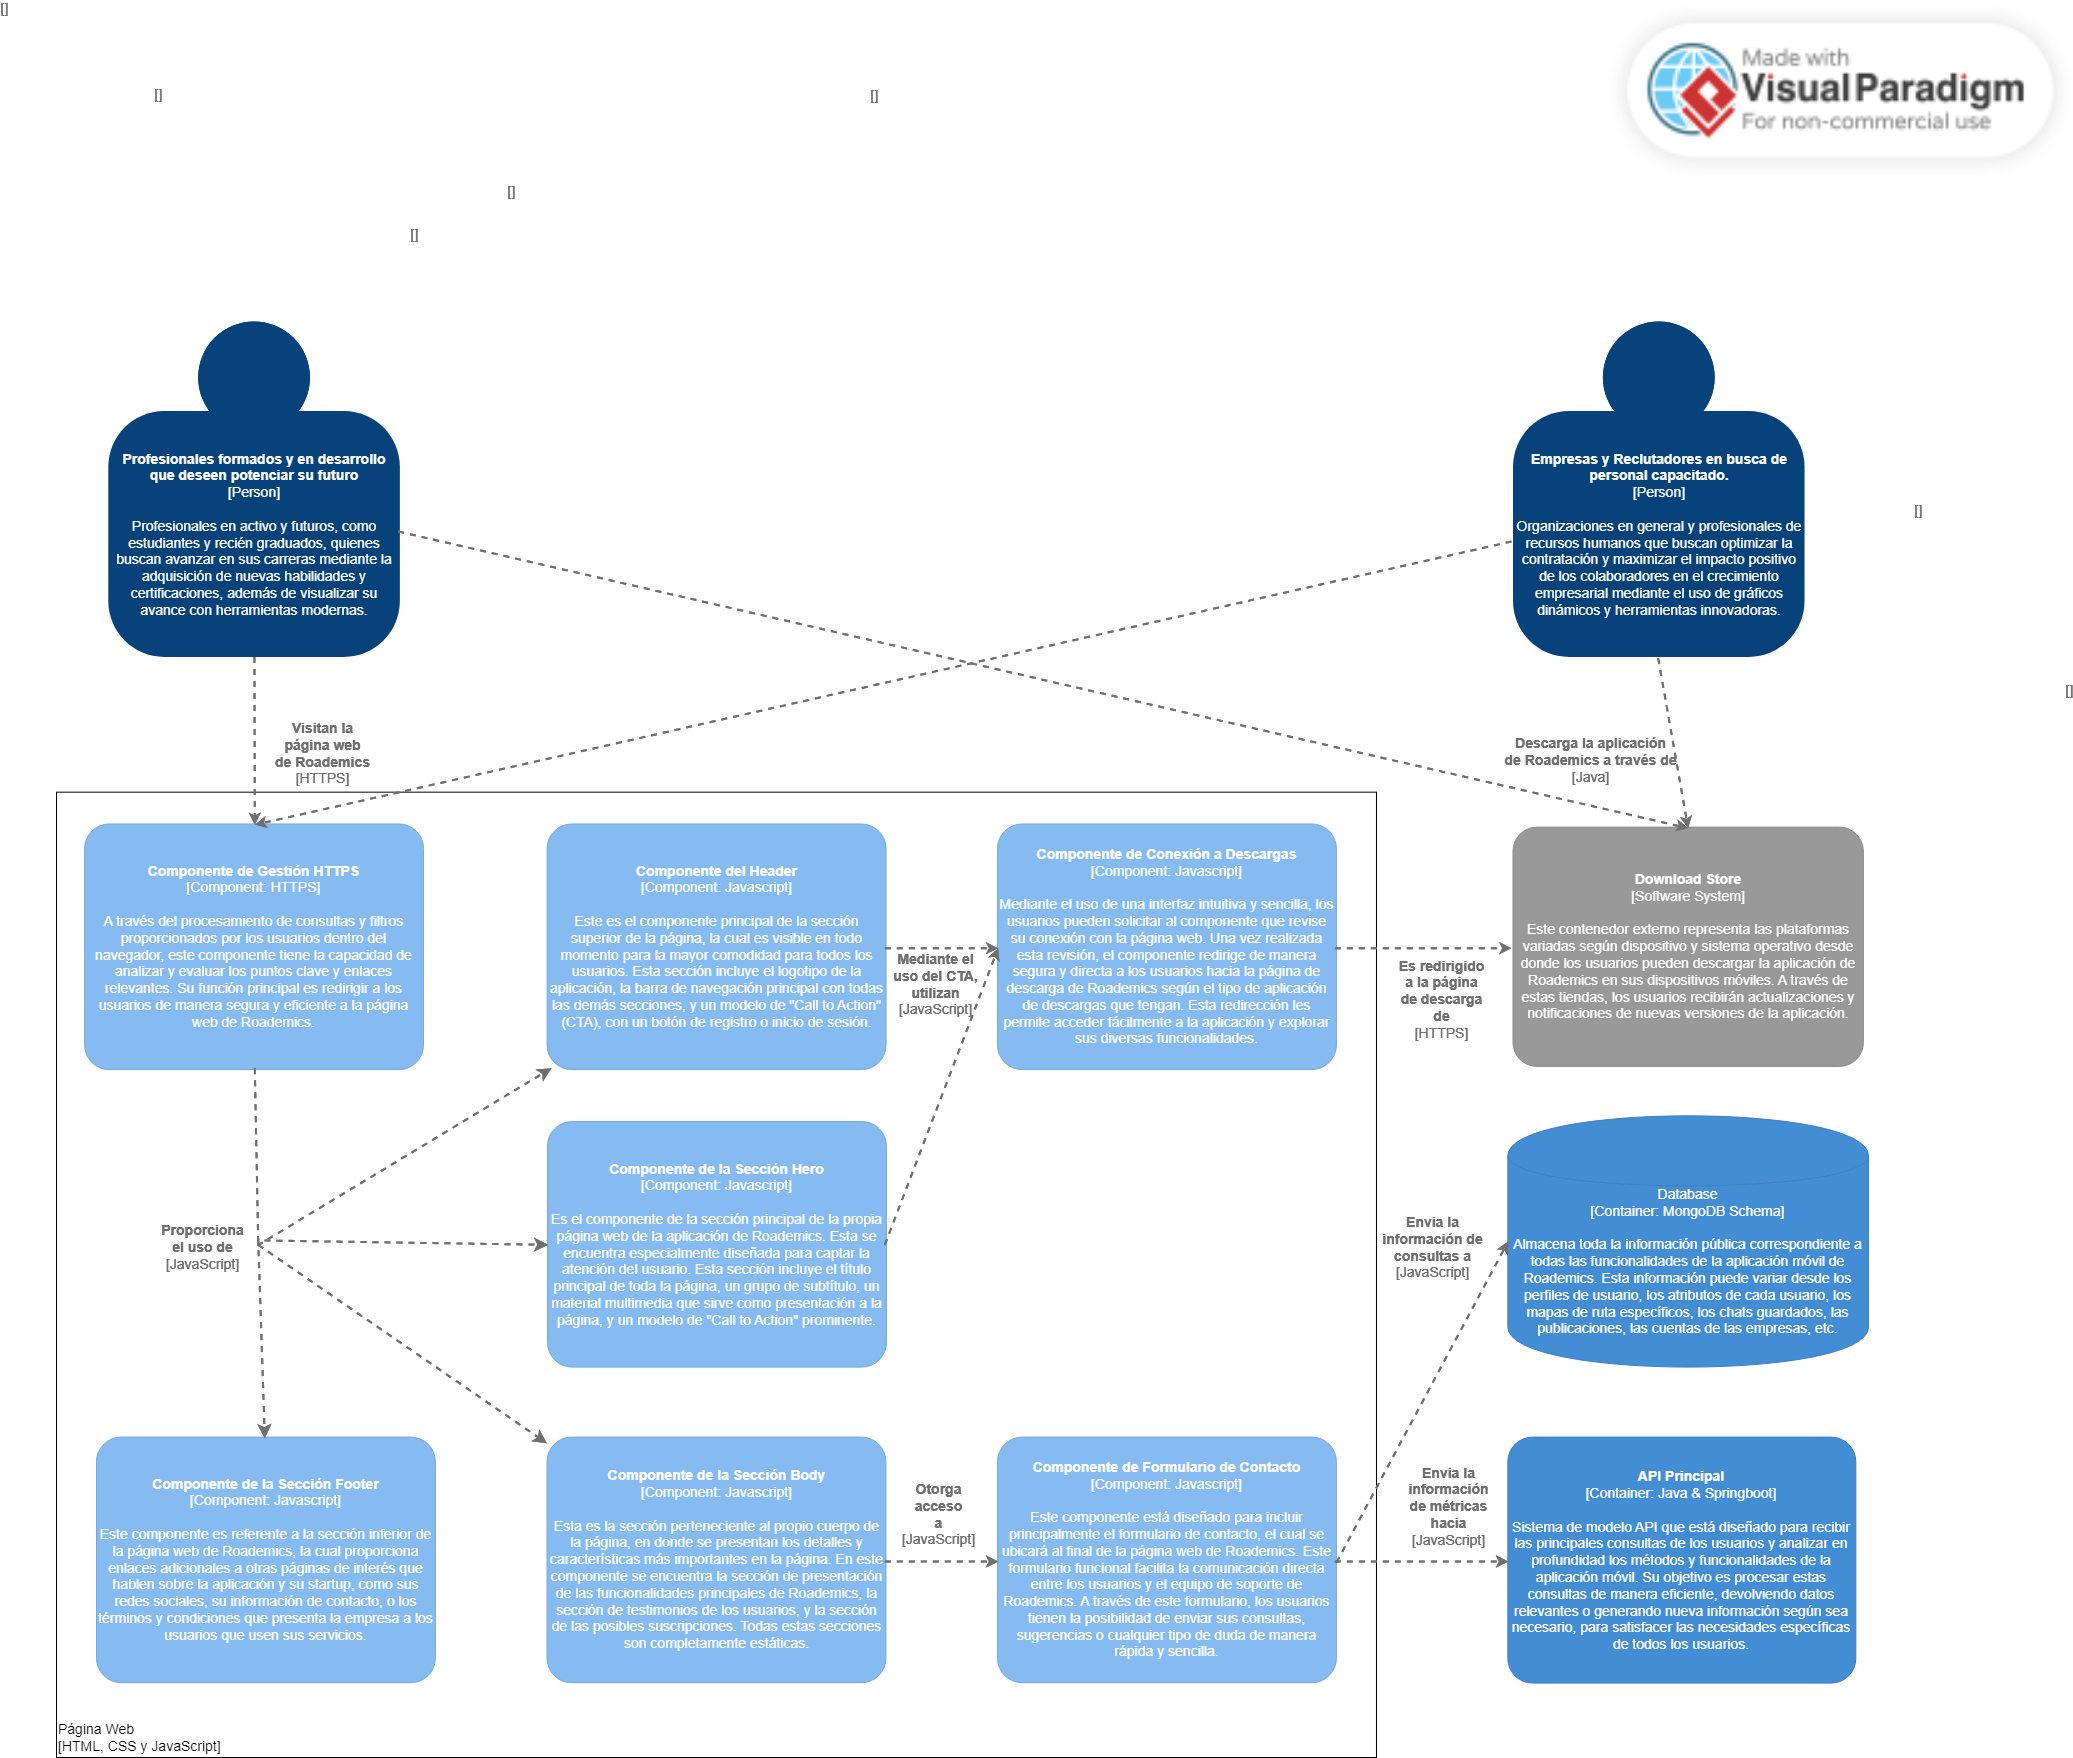 []
Made with
Visual Paradigm
For non-commercial use
[]
[]
[]
[]
Profesionales formados y en desarrollo
que deseen potenciar su futuro
[Person]
Profesionales en activo y futuros, como
estudiantes y recién graduados, quienes
buscan avanzar en sus carreras mediante la
adquisición de nuevas habilidades y
certificaciones, además de visualizar su
avance con herramientas modernas.
Empresas y Reclutadores en busca de
personal capacitado.
[Person]
Organizaciones en general y profesionales de
recursos humanos que buscan optimizar la
contratación y maximizar el impacto positivo
de los colaboradores en el crecimiento
empresarial mediante el uso de gráficos
dinámicos y herramientas innovadoras.
[]
[]
Visitan la
página web
de Roademics
[HTTPS]
Descarga la aplicación
de Roademics a través de
[Java]
Componente de Gestión HTTPS
[Component: HTTPS]
A través del procesamiento de consultas y filtros
proporcionados por los usuarios dentro del
navegador, este componente tiene la capacidad de
analizar y evaluar los puntos clave y enlaces
relevantes. Su función principal es redirigir a los
usuarios de manera segura y eficiente a la página
web de Roademics.
Componente del Header
[Component: Javascript]
Este es el componente principal de la sección
superior de la página, la cual es visible en todo
momento para la mayor comodidad para todos los
usuarios. Esta sección incluye el logotipo de la
aplicación, la barra de navegación principal con todas
las demás secciones, y un modelo de "Call to Action"
(CTA), con un botón de registro o inicio de sesión.
Mediante el
uso del CTA,
utilizan
[JavaScript]
Componente de Conexión a Descargas
[Component: Javascript]
Mediante el uso de una interfaz intuitiva y sencilla, los
usuarios pueden solicitar al componente que revise
su conexión con la página web. Una vez realizada
esta revisión, el componente redirige de manera
segura y directa a los usuarios hacia la página de
descarga de Roademics según el tipo de aplicación
de descargas que tengan. Esta redirección les
permite acceder fácilmente a la aplicación y explorar
sus diversas funcionalidades.
Es redirigido
a la página
de descarga
de
[HTTPS]
Download Store
[Software System]
Este contenedor externo representa las plataformas
variadas según dispositivo y sistema operativo desde
donde los usuarios pueden descargar la aplicación de
Roademics en sus dispositivos móviles. A través de
estas tiendas, los usuarios recibirán actualizaciones y
notificaciones de nuevas versiones de la aplicación.
Proporciona
el uso de
[JavaScript]
Componente de la Sección Hero
[Component: Javascript]
Es el componente de la sección principal de la propia
página web de la aplicación de Roademics. Esta se
encuentra especialmente diseñada para captar la
atención del usuario. Esta sección incluye el título
principal de toda la página, un grupo de subtítulo, un
material multimedia que sirve como presentación a la
página, y un modelo de "Call to Action" prominente.
Envia la
información de
consultas a
[JavaScript]
Database
[Container: MongoDB Schema]
Almacena toda la información pública correspondiente a
todas las funcionalidades de la aplicación móvil de
Roademics. Esta información puede variar desde los
perfiles de usuario, los atributos de cada usuario, los
mapas de ruta específicos, los chats guardados, las
publicaciones, las cuentas de las empresas, etc.
Componente de la Sección Footer
[Component: Javascript]
Este componente es referente a la sección inferior de
la página web de Roademics, la cual proporciona
enlaces adicionales a otras páginas de interés que
hablen sobre la aplicación y su startup, como sus
redes sociales, su información de contacto, o los
términos y condiciones que presenta la empresa a los
usuarios que usen sus servicios.
Componente de la Sección Body
[Component: Javascript]
Esta es la sección perteneciente al propio cuerpo de
la página, en donde se presentan los detalles y
características más importantes en la página. En este
componente se encuentra la sección de presentación
de las funcionalidades principales de Roademics, la
sección de testimonios de los usuarios, y la sección
de las posibles suscripciones. Todas estas secciones
son completamente estáticas.
Otorga
acceso
a
[JavaScript]
Componente de Formulario de Contacto
[Component: Javascript]
Este componente está diseñado para incluir
principalmente el formulario de contacto, el cual se
ubicará al final de la página web de Roademics. Este
formulario funcional facilita la comunicación directa
entre los usuarios y el equipo de soporte de
Roademics. A través de este formulario, los usuarios
tienen la posibilidad de enviar sus consultas,
sugerencias o cualquier tipo de duda de manera
rápida y sencilla.
Envia la
información
de métricas
hacia
[JavaScript]
API Principal
[Container: Java & Springboot]
Sistema de modelo API que está diseñado para recibir
las principales consultas de los usuarios y analizar en
profundidad los métodos y funcionalidades de la
aplicación móvil. Su objetivo es procesar estas
consultas de manera eficiente, devolviendo datos
relevantes o generando nueva información según sea
necesario, para satisfacer las necesidades específicas
de todos los usuarios.
Página Web
[HTML, CSS y JavaScript]